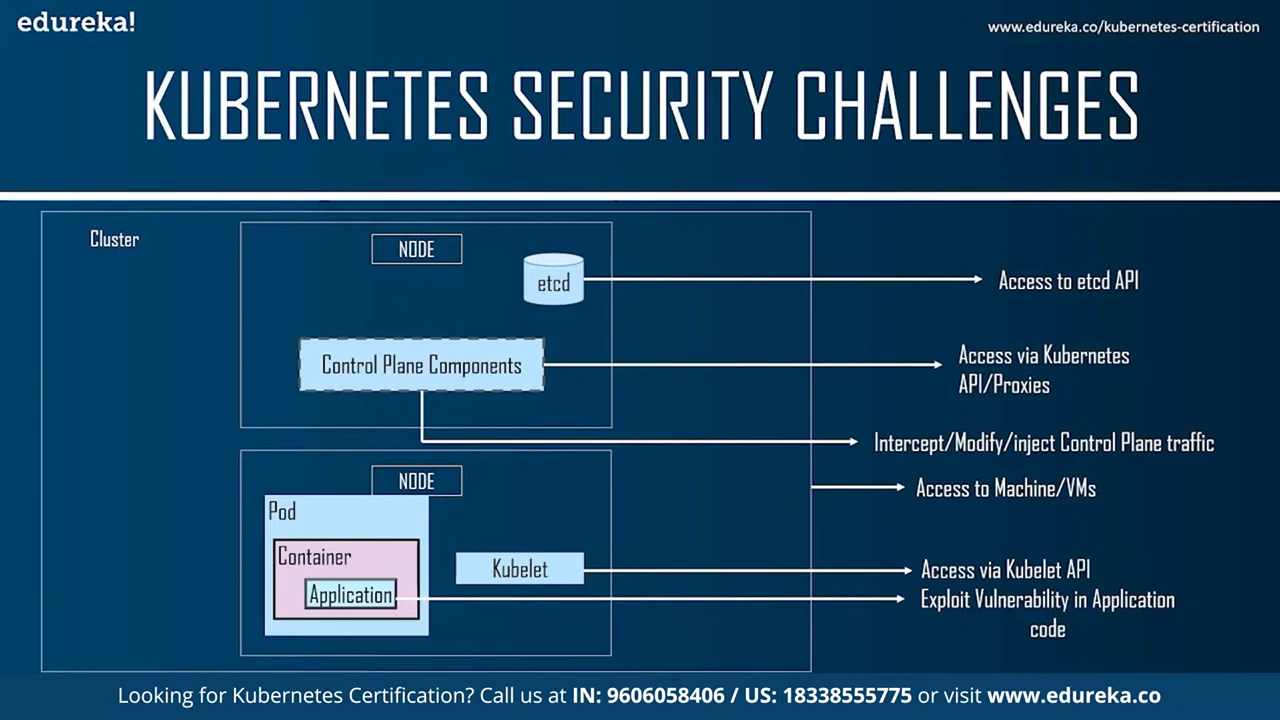 edureka!
www.edureka.co/kubernetes-certification
KUBERNETES SECURITY CHALLENGES
Cluster
NODE
etcd
Access to etcd API
Control Plane Components
Access via Kubernetes
API/Proxies
Intercept/Modify/inject Control Plane traffic
NODE
Access to Machine/VMs
Pod
Container
Application
Kubelet
Access via Kubelet API
Exploit Vulnerability in Application
code
Looking for Kubernetes Certification? Call us at IN: 9606058406 / US: 18338555775 or visit www.edureka.co